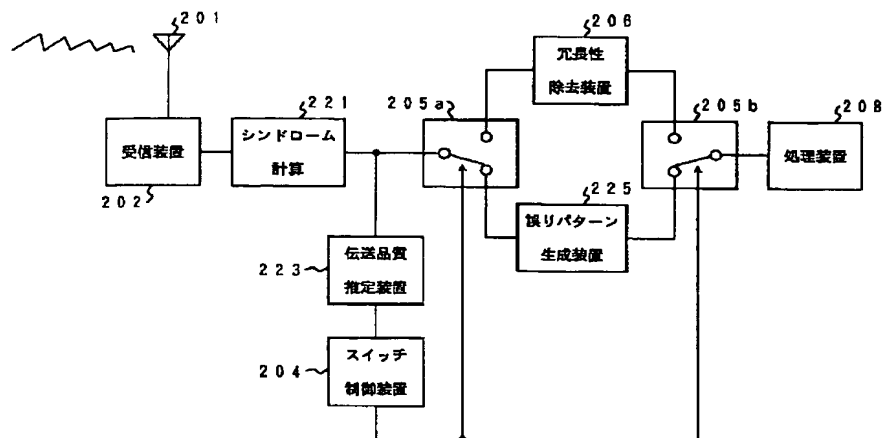 201
206
冗長性
除去装置
221
205a
205b
208
受信装置
シンドローム
計算
処理装置
202
225
誤りパターン
生成装置
伝送品質
223
推定装置
スイッチ
204
制御装置